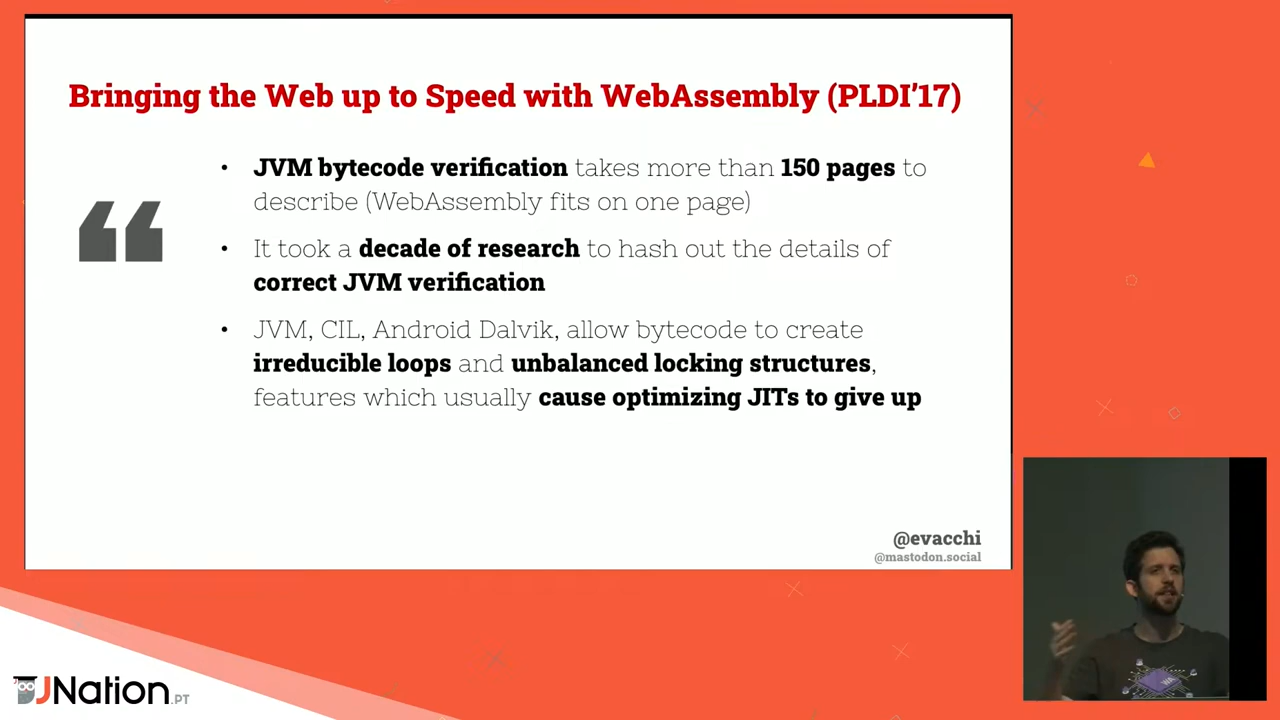 Bringing the Web up to Speed with WebAssembly (PLDI'17)
• JVM bytecode verification takes more than 150 pages to
describe (WebAssembly fits on one page)
• It took a decade of research to hash out the details of
correct JVM verification
• JVM, CIL, Android Dalvik, allow bytecode to create
irreducible loops and unbalanced locking structures,
features which usually cause optimizing JITs to give up
@evacchi
@mastodon.social
JNation.PT